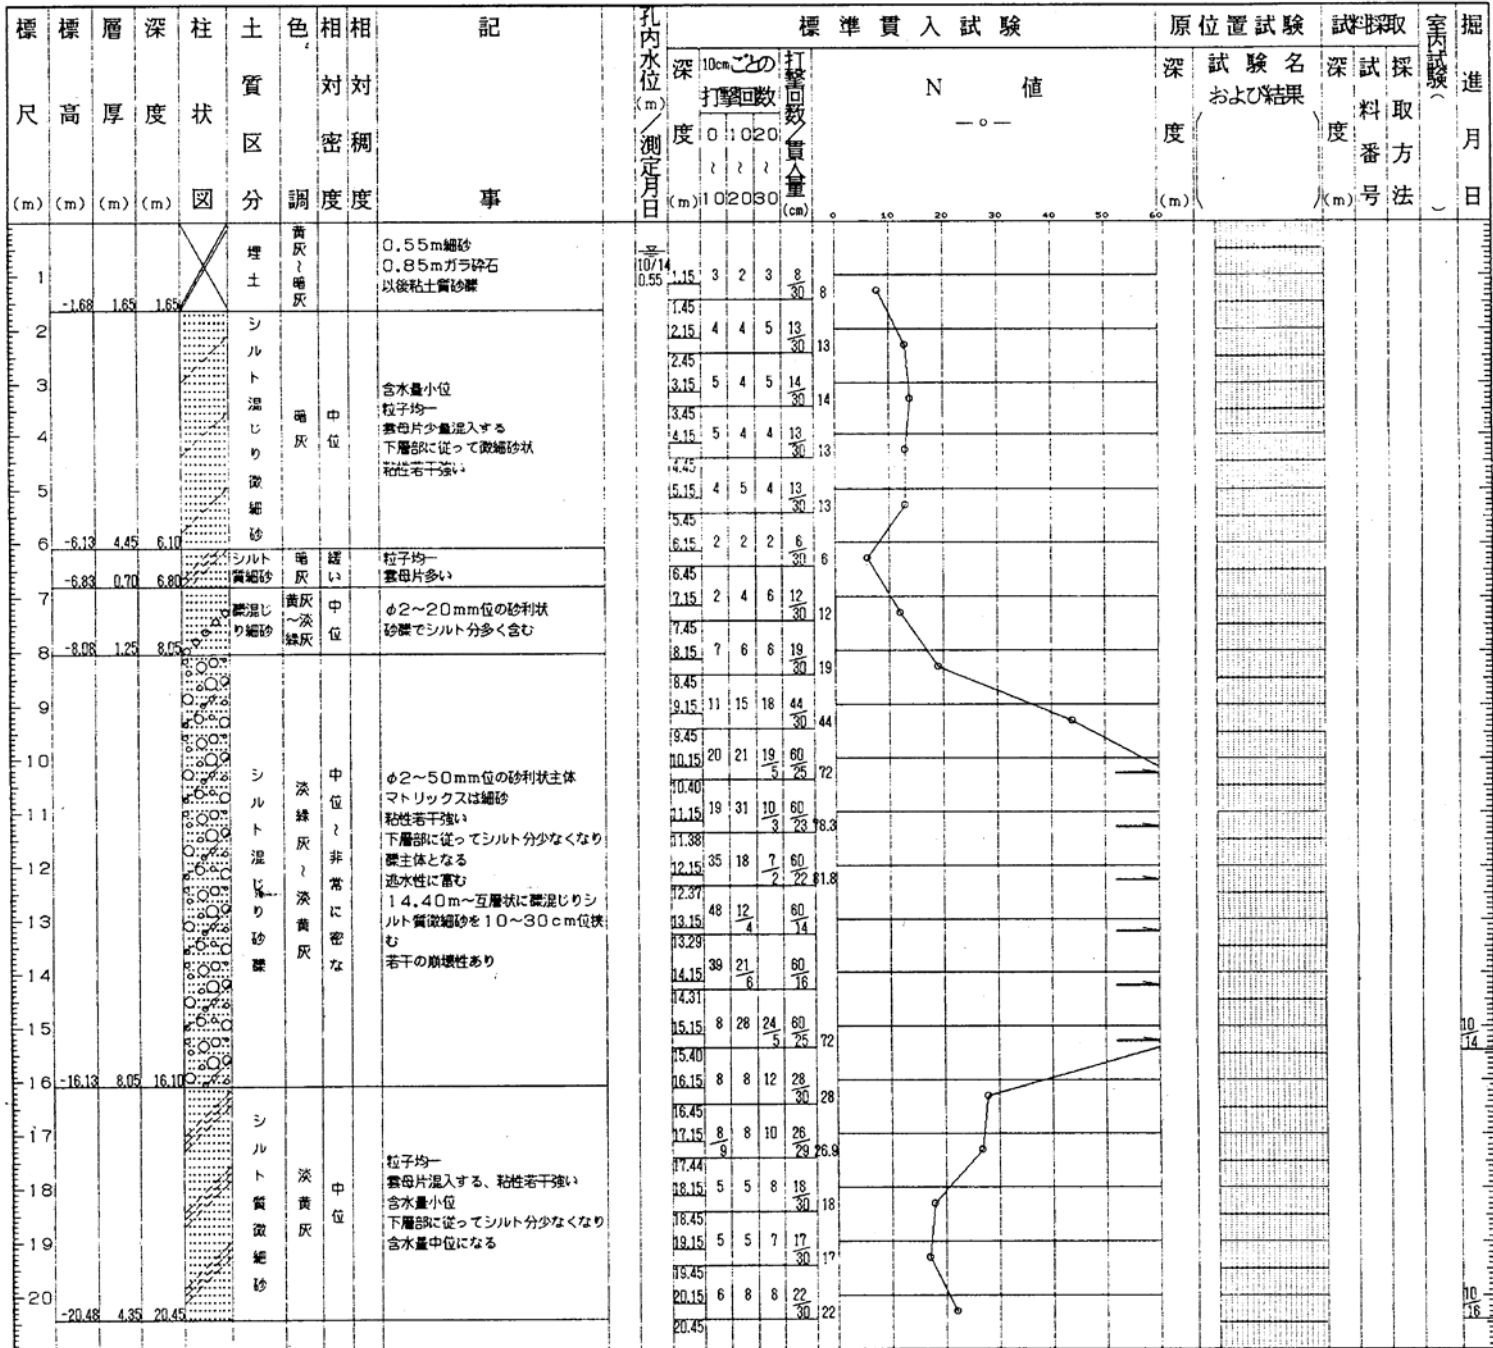 標尺(m)
標高(m)
層厚(m)
深度(m)
柱状図
土質区分
色調
相対密度
相対稠度
記事
孔内水位(m)／測定月日
標準貫入試験
深度(m)
10cmごとの打撃回数
0～10
10～20
20～30
打撃回数／貫入量(cm)
N値
0 10 20 30 40 50 60
原位置試験
深度(m)
試験名および結果
試料採取
深度(m)
試料番号
採取方法
室内試験()
掘進月日
1
2
3
4
5
6
7
8
9
10
11
12
13
14
15
16
17
18
19
20
-1.68 1.65 1.65
埋土
黄灰～暗灰
0.55m細砂
0.85mガラ砕石
以後粘土質砂礫
10/14
0.55
-6.13 4.45 6.10
シルト混じり微細砂
暗灰
中位
含水量小位
粒子均一
雲母片少量混入する
下層部に従って微細砂状
粘性若干強い
-6.83 0.70 6.80
シルト質細砂
暗灰
緩い
粒子均一
雲母片多い
-8.08 1.25 8.05
礫混じり細砂
黄灰～淡緑灰
中位
φ2～20mm位の砂利状
砂礫でシルト分多く含む
-16.13 8.05 16.10
シルト混じり砂礫
淡緑灰～淡黄灰
中位～非常に密な
φ2～50mm位の砂利状主体
マトリックスは細砂
粘性若干強い
下層部に従ってシルト分少なくなり
礫主体となる
逸水性に富む
14.40m～互層状に礫混じりシ
ルト質微細砂を10～30cm位挟
む
若干の崩壊性あり
-20.48 4.35 20.45
シルト質微細砂
淡黄灰
中位
粒子均一
雲母片混入する、粘性若干強い
含水量小位
下層部に従ってシルト分少なくなり
含水量中位になる
1.15 3 2 3 8/30 8
1.45
2.15 4 4 5 13/30 13
2.45
3.15 5 4 5 14/30 14
3.45
4.15 5 4 4 13/30 13
4.45
5.15 4 5 4 13/30 13
5.45
6.15 2 2 2 6/30 6
6.45
7.15 2 4 6 12/30 12
7.45
8.15 7 6 6 19/30 19
8.45
9.15 11 15 18 44/30 44
9.45
10.15 20 21 19/5 60/25 72
10.40
11.15 19 31 10/3 60/23 78.3
11.38
12.15 35 18 7/2 60/22 81.8
12.37
13.15 48 12/4 60/14
13.29
14.15 39 21/6 60/16
14.31
15.15 8 28 24/5 60/25 72
15.40
16.15 8 8 12 28/30 28
16.45
17.15 8/9 8 10 26/29 26.9
17.44
18.15 5 5 8 18/30 18
18.45
19.15 5 5 7 17/30 17
19.45
20.15 6 8 8 22/30 22
20.45
10/14
10/16